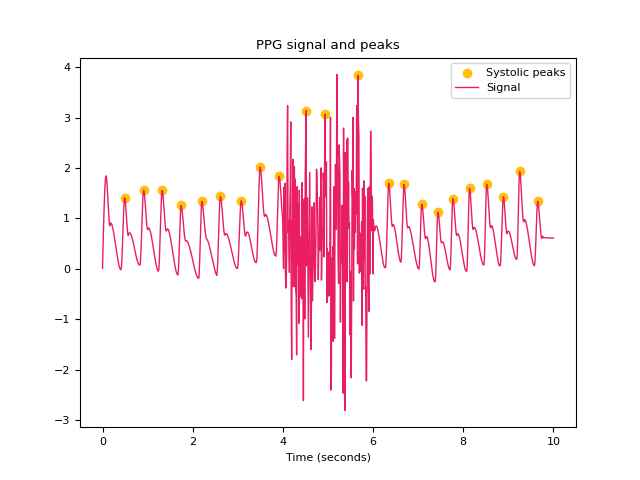 PPG signal and peaks
Systolic peaks
Signal
4
3
2
1
0
−1
−2
−3
0 2 4 6 8 10
Time (seconds)